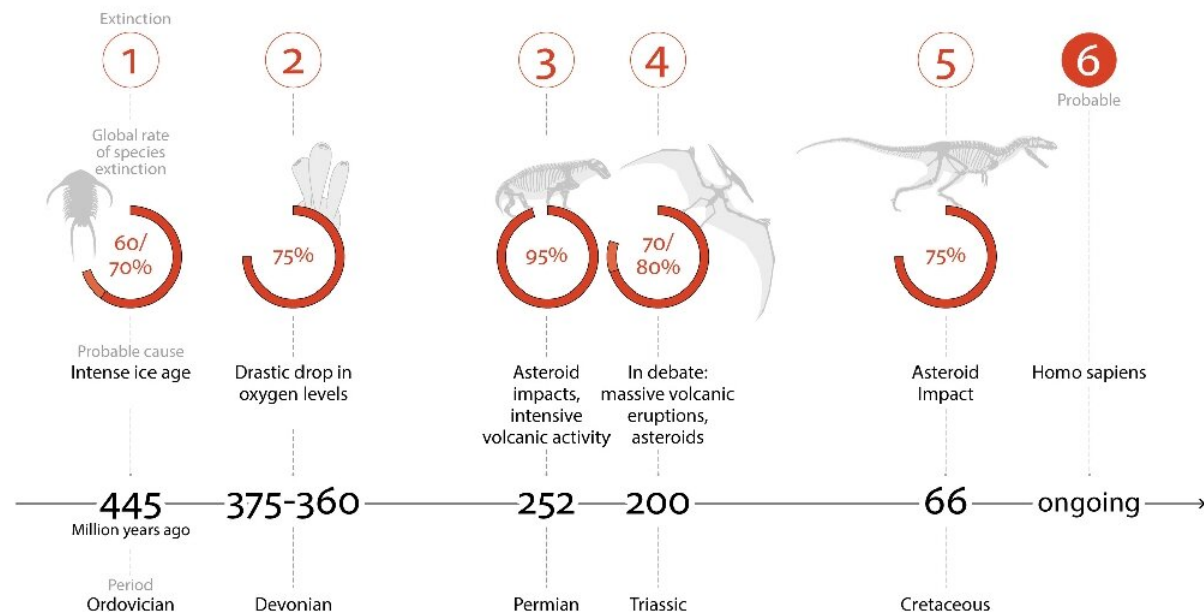 Extinction
1
2
3
4
5
6
Probable
Global rate
of species
extinction
60/
70%
75%
95%
70/
80%
75%
Probable cause
Intense ice age
Drastic drop in
oxygen levels
Asteroid
impacts,
intensive
volcanic activity
In debate:
massive volcanic
eruptions,
asteroids
Asteroid
Impact
Homo sapiens
445
Million years ago
375-360
252
200
66
ongoing
Period
Ordovician
Devonian
Permian
Triassic
Cretaceous